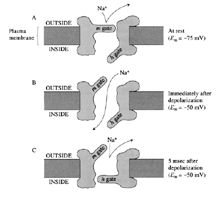 A
Na⁺
Plasma
membrane
OUTSIDE
INSIDE
m gate
h gate
At rest
(Eₘ = −75 mV)
B
Na⁺
OUTSIDE
INSIDE
m gate
h gate
Immediately after
depolarization
(Eₘ = −50 mV)
C
Na⁺
OUTSIDE
INSIDE
m gate
h gate
5 msec after
depolarization
(Eₘ = −50 mV)